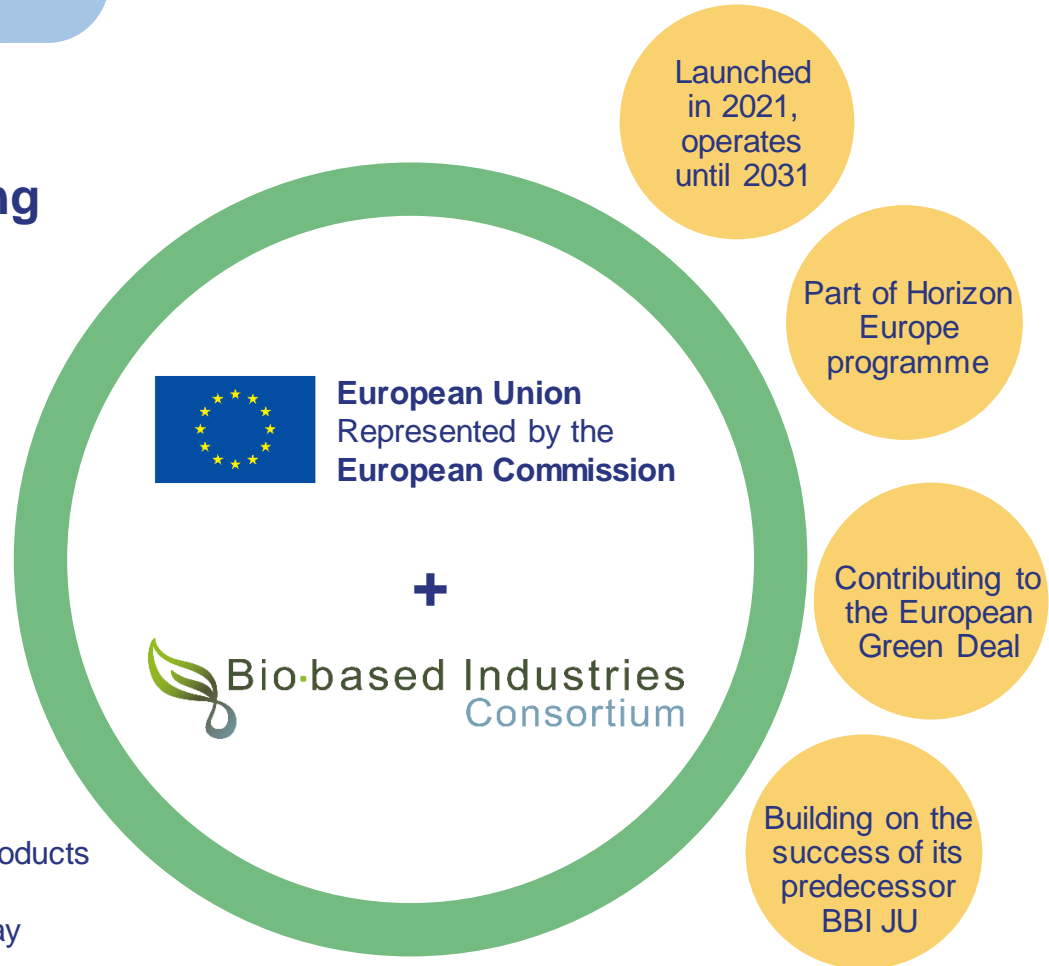 Launched
in 2021,
operates
until 2031
ng
Part of Horizon
Europe
programme
European Union
Represented by the
European Commission
+
Bio·based Industries
Consortium
Contributing to
the European
Green Deal
Building on the
success of its
predecessor
BBI JU
oducts
ay